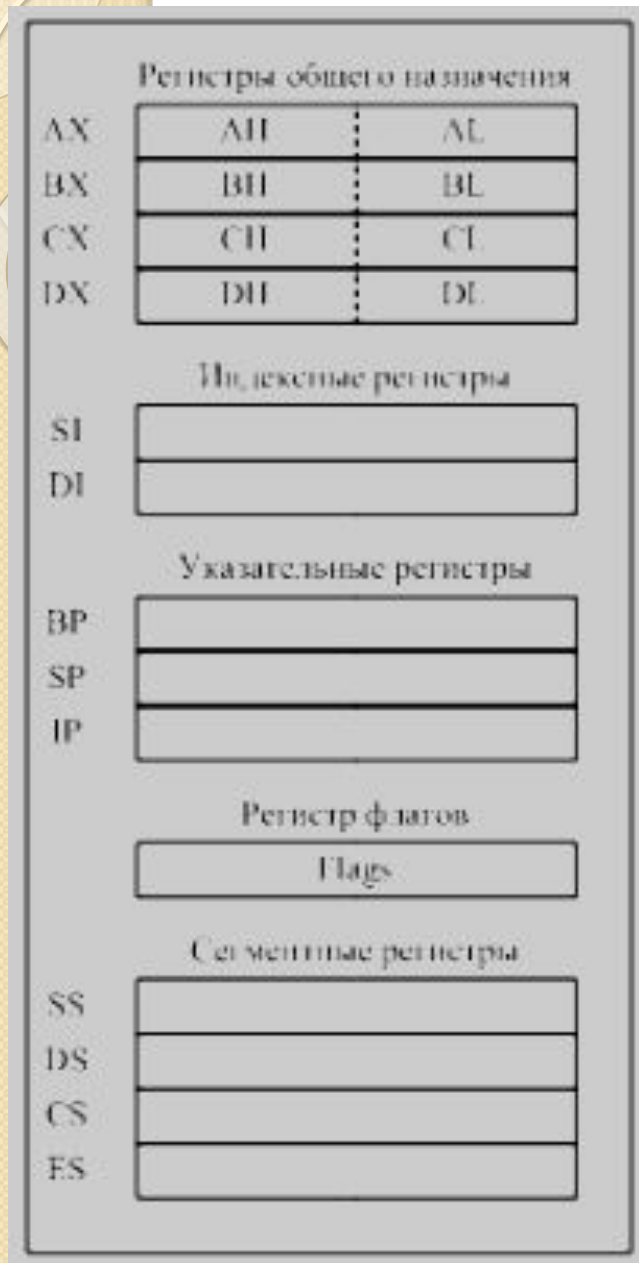 Регистры общего назначения
AX AH AL
BX BH BL
CX CH CL
DX DH DL
Индексные регистры
SI
DI
Указательные регистры
BP
SP
IP
Регистр флагов
Flags
Сегментные регистры
SS
DS
CS
ES